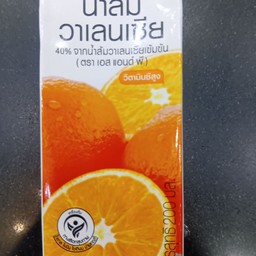 น้ำส้ม
วาเลนเซีย
40% จากน้ำส้มวาเลนเซียเข้มข้น
( ตรา เอส แอนด์ พี )
วิตามินซีสูง
200 มล.